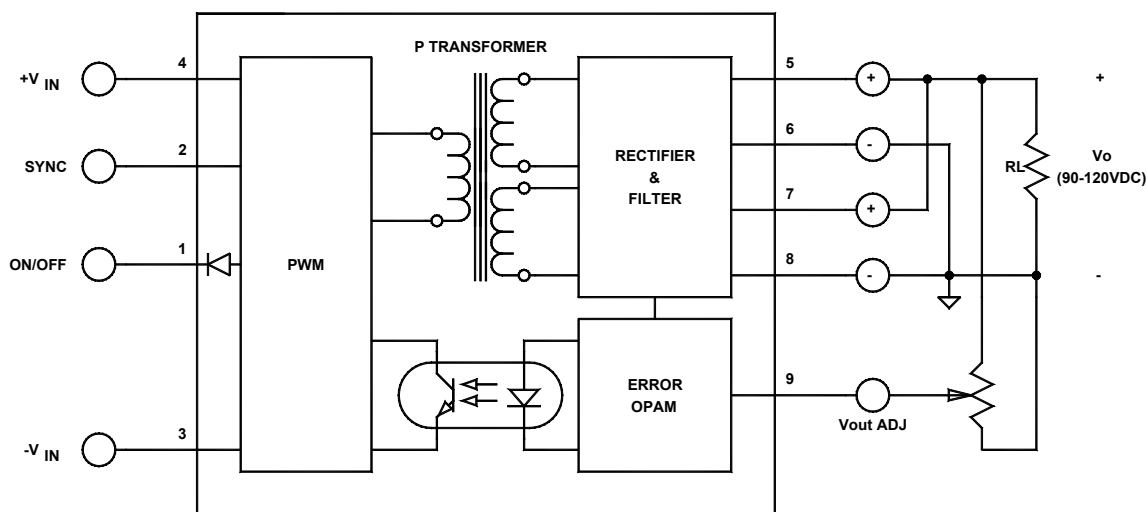 P TRANSFORMER
+V IN
4
SYNC
2
ON/OFF
1
-V IN
3
PWM
RECTIFIER
&
FILTER
ERROR
OPAM
5
+
6
-
7
+
8
-
9
Vout ADJ
RL
+
Vo
(90-120VDC)
-